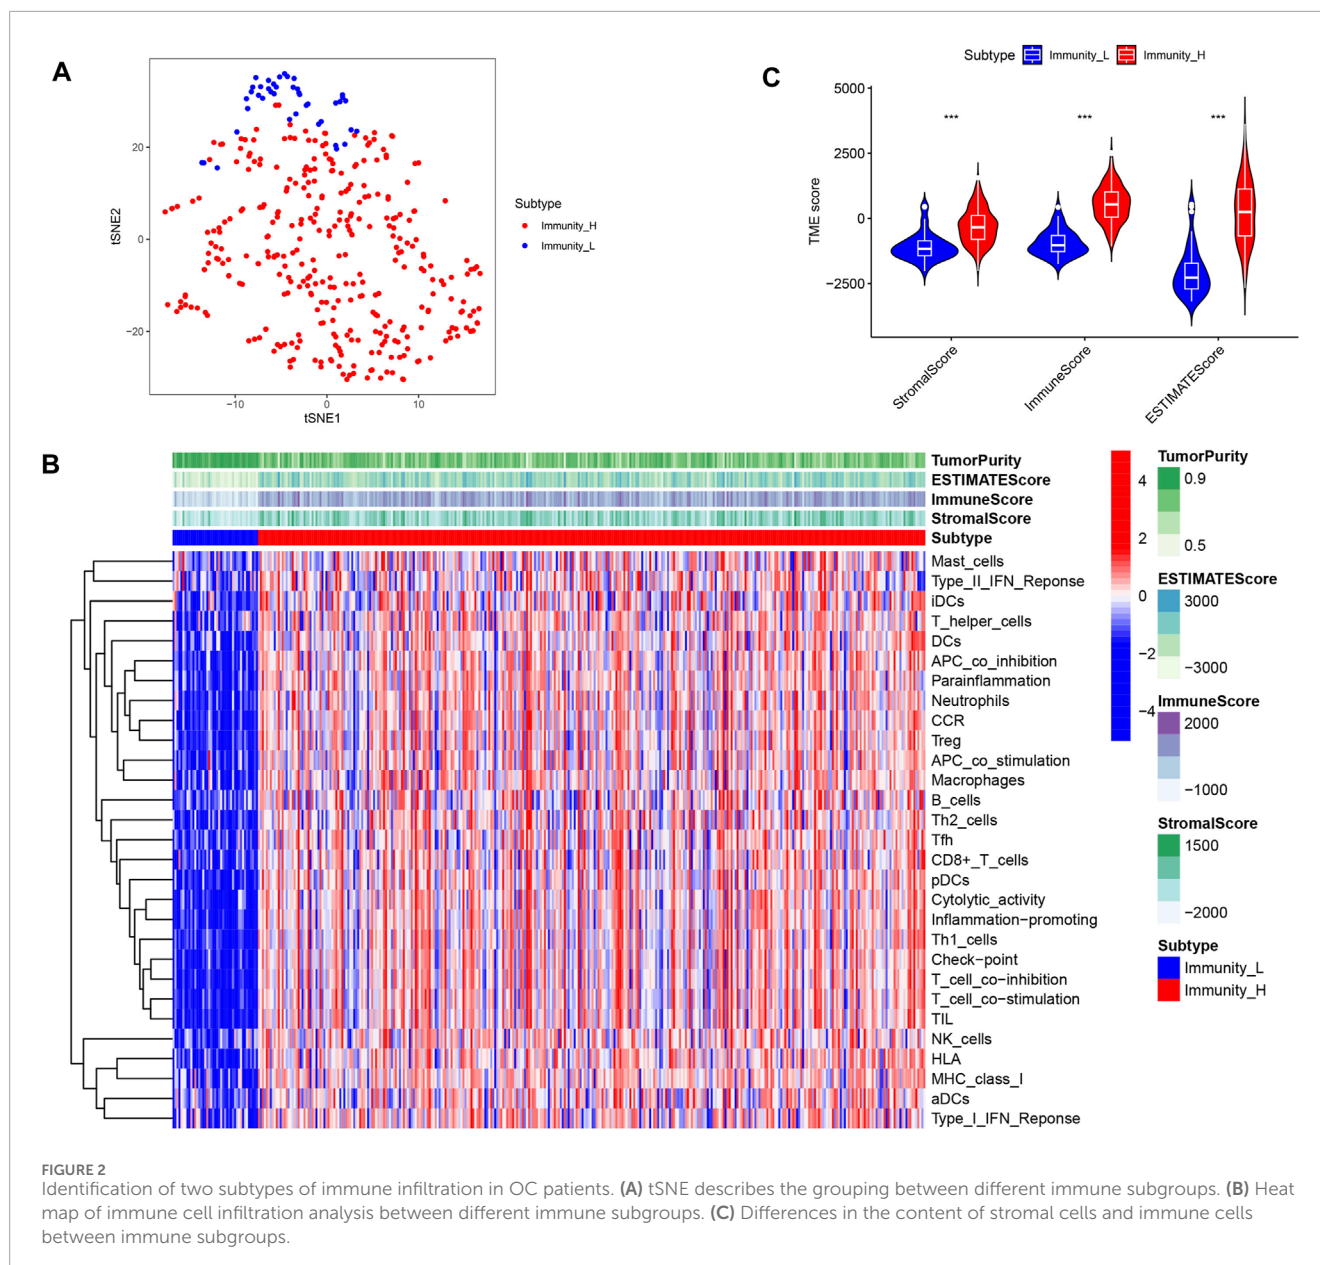 A
20
0
−20
tSNE2
−10
0
10
tSNE1
Subtype
Immunity_H
Immunity_L
C
Subtype
Immunity_L
Immunity_H
5000
2500
0
−2500
TME score
***
***
***
StromalScore
ImmuneScore
ESTIMATEScore
B
TumorPurity
ESTIMATEScore
ImmuneScore
StromalScore
Subtype
Mast_cells
Type_II_IFN_Reponse
iDCs
T_helper_cells
DCs
APC_co_inhibition
Parainflammation
Neutrophils
CCR
Treg
APC_co_stimulation
Macrophages
B_cells
Th2_cells
Tfh
CD8+_T_cells
pDCs
Cytolytic_activity
Inflammation−promoting
Th1_cells
Check−point
T_cell_co−inhibition
T_cell_co−stimulation
TIL
NK_cells
HLA
MHC_class_I
aDCs
Type_I_IFN_Reponse
4
2
0
−2
−4
TumorPurity
0.9
0.5
ESTIMATEScore
3000
−3000
ImmuneScore
2000
−1000
StromalScore
1500
−2000
Subtype
Immunity_L
Immunity_H
FIGURE 2
Identification of two subtypes of immune infiltration in OC patients. (A) tSNE describes the grouping between different immune subgroups. (B) Heat
map of immune cell infiltration analysis between different immune subgroups. (C) Differences in the content of stromal cells and immune cells
between immune subgroups.